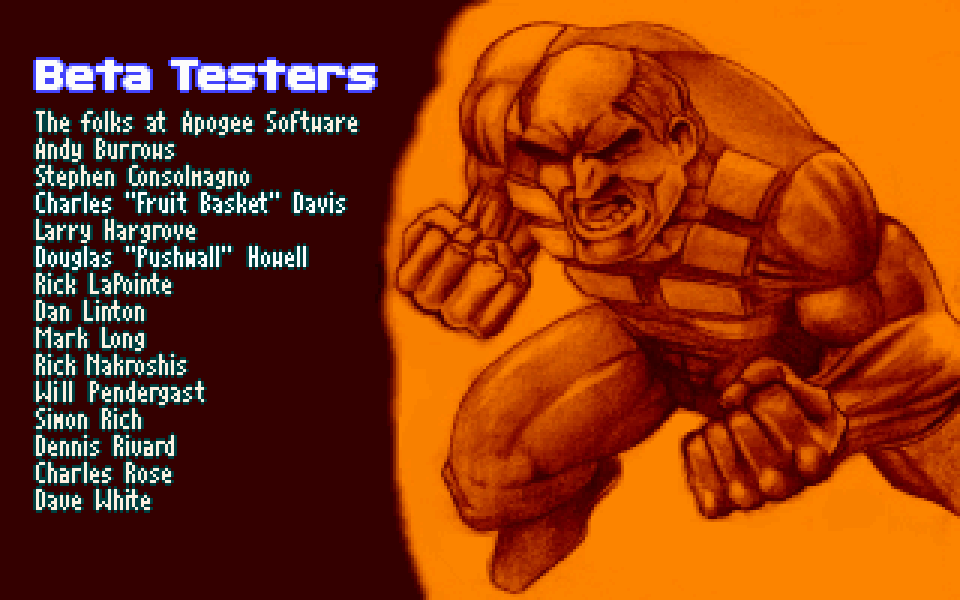 Beta Testers
The folks at Apogee Software
Andy Burrows
Stephen Consolmagno
Charles "Fruit Basket" Davis
Larry Hargrove
Douglas "Pushwall" Howell
Rick LaPointe
Dan Linton
Mark Long
Rick Makroshis
Will Pendergast
Simon Rich
Dennis Rivard
Charles Rose
Dave White